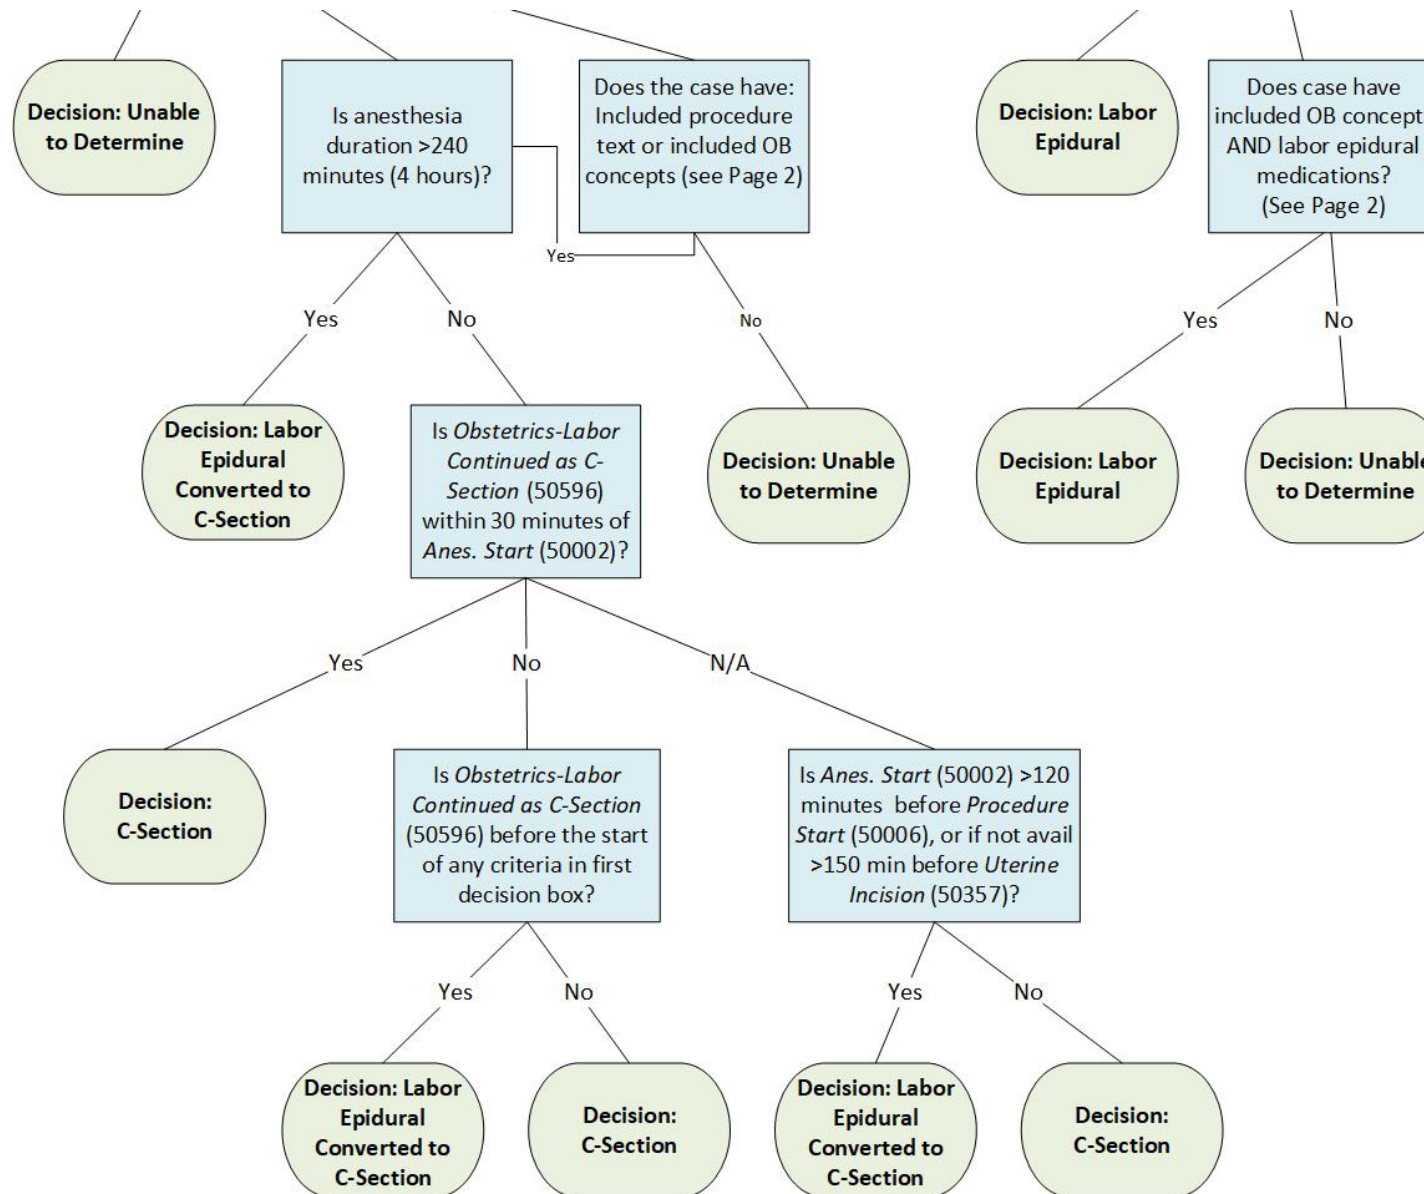 Decision: Unable
to Determine
Is anesthesia
duration >240
minutes (4 hours)?
Does the case have:
Included procedure
text or included OB
concepts (see Page 2)
Decision: Labor
Epidural
Does case have
included OB concept
AND labor epidural
medications?
(See Page 2)
Yes
Yes
No
No
Yes
No
Decision: Labor
Epidural
Converted to
C-Section
Is Obstetrics-Labor
Continued as C-
Section (50596)
within 30 minutes of
Anes. Start (50002)?
Decision: Unable
to Determine
Decision: Labor
Epidural
Decision: Unable
to Determine
Yes
No
N/A
Decision:
C-Section
Is Obstetrics-Labor
Continued as C-Section
(50596) before the start
of any criteria in first
decision box?
Is Anes. Start (50002) >120
minutes before Procedure
Start (50006), or if not avail
>150 min before Uterine
Incision (50357)?
Yes
No
Yes
No
Decision: Labor
Epidural
Converted to
C-Section
Decision:
C-Section
Decision: Labor
Epidural
Converted to
C-Section
Decision:
C-Section